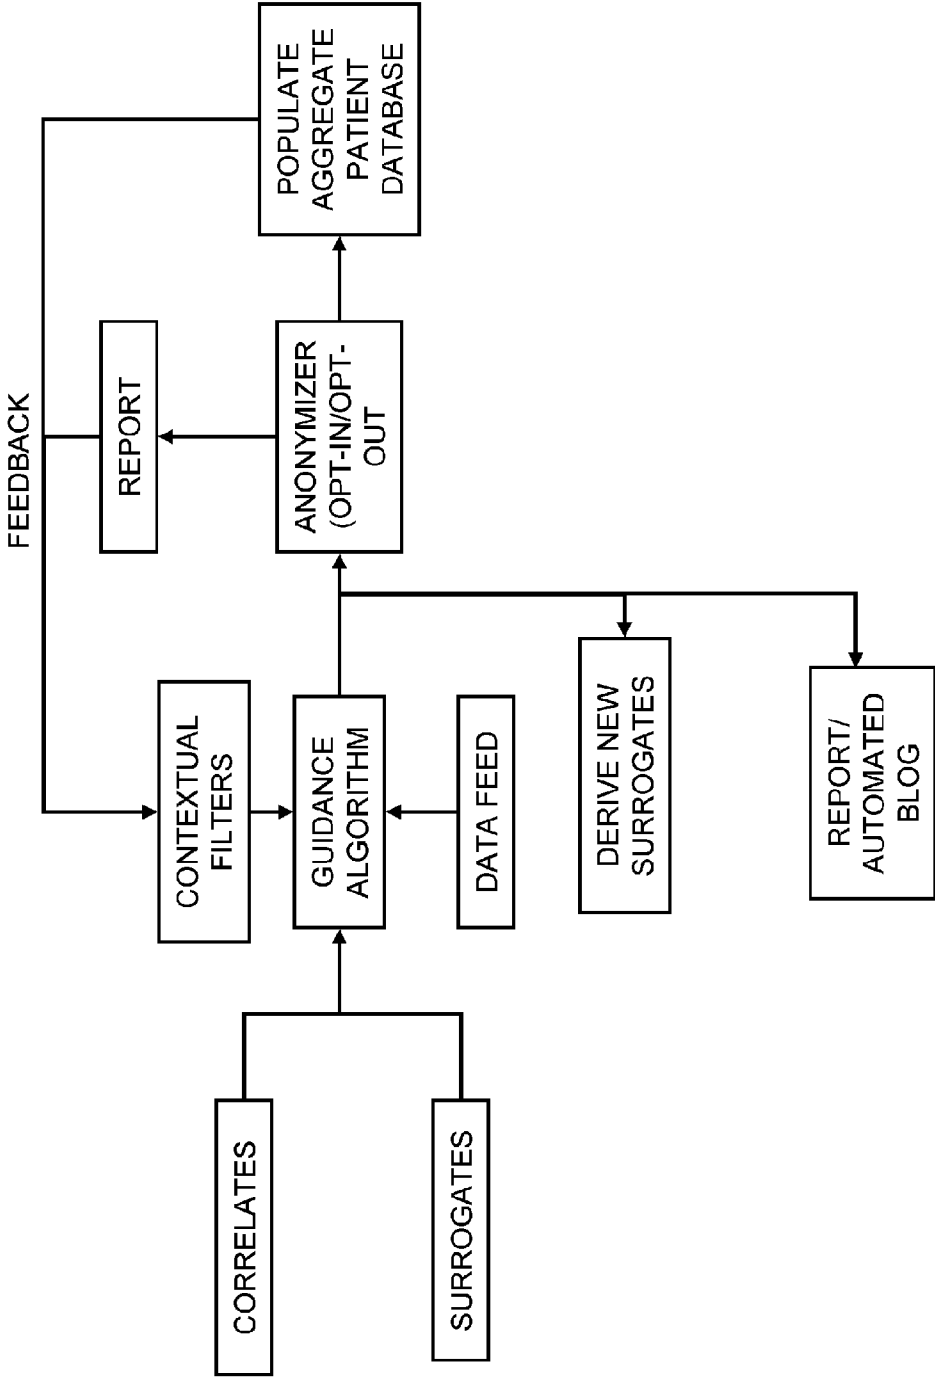 FEEDBACK
REPORT
POPULATE
AGGREGATE
PATIENT
DATABASE
CONTEXTUAL
FILTERS
ANONYMIZER
(OPT-IN/OPT-
OUT
CORRELATES
GUIDANCE
ALGORITHM
SURROGATES
DATA FEED
DERIVE NEW
SURROGATES
REPORT/
AUTOMATED
BLOG